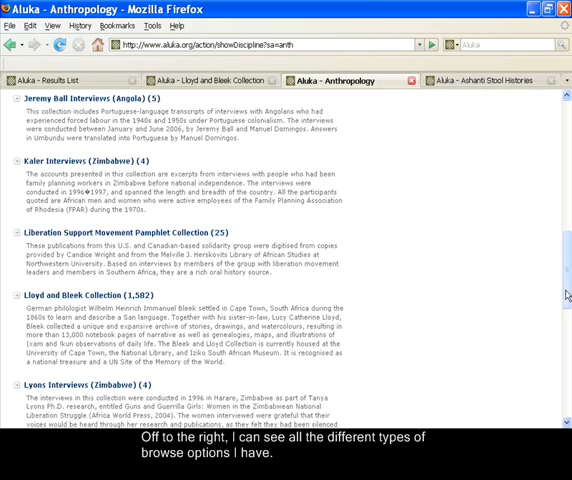 Aluka - Anthropology - Mozilla Firefox
File Edit View History Bookmarks Tools Help
http://www.aluka.org/action/showDiscipline?sa=anth
Aluka
Aluka - Results List
Aluka - Lloyd and Bleek Collection
Aluka - Anthropology
Aluka - Ashanti Stool Histories
Jeremy Ball Interviews (Angola) (5)
This collection includes Portuguese-language transcripts of interviews with Angolans who had
experienced forced labour in the 1940s and 1950s under Portuguese colonialism. The interviews
were conducted between January and June 2006, by Jeremy Ball and Manuel Domingos. Answers
in Umbundu were translated into Portuguese by Manuel Domingos.
Kaler Interviews (Zimbabwe) (4)
The accounts presented in this collection are excerpts from interviews with people who had been
family planning workers in Zimbabwe before national independence. The interviews were
conducted in 1996�1997, and spanned the length and breadth of the country. All the participants
quoted are African men and women who were active employees of the Family Planning Association
of Rhodesia (FPAR) during the 1970s.
Liberation Support Movement Pamphlet Collection (25)
These publications from this U.S. and Canadian-based solidarity group were digitised from copies
provided by Candice Wright and from the Melville J. Herskovits Library of African Studies at
Northwestern University. Based on interviews by members of the group with liberation movement
leaders and members in Southern Africa, they are a rich oral history source.
Lloyd and Bleek Collection (1,582)
German philologist Wilhelm Heinrich Immanuel Bleek settled in Cape Town, South Africa during the
1860s to learn and describe a San language. Together with his sister-in-law, Lucy Catherine Lloyd,
Bleek collected a unique and expansive archive of stories, drawings, and watercolours, resulting in
more than 13,000 notebook pages of narrative as well as genealogies, maps, and illustrations of
|xam and !kun observations of daily life. The Bleek and Lloyd Collection is currently housed at the
University of Cape Town, the National Library, and Iziko South African Museum. It is recognised as
a national treasure and a UN Site of the Memory of the World.
Lyons Interviews (Zimbabwe) (4)
The interviews in this collection were conducted in 1996 in Harare, Zimbabwe as part of Tanya
Lyons Ph.D. research, entitled Guns and Guerrilla Girls: Women in the Zimbabwean National
Liberation Struggle (Africa World Press, 2004). The women interviewed were grateful that their
voices would be heard through her research and publications, as they felt they had been silenced
Off to the right, I can see all the different types of
browse options I have.